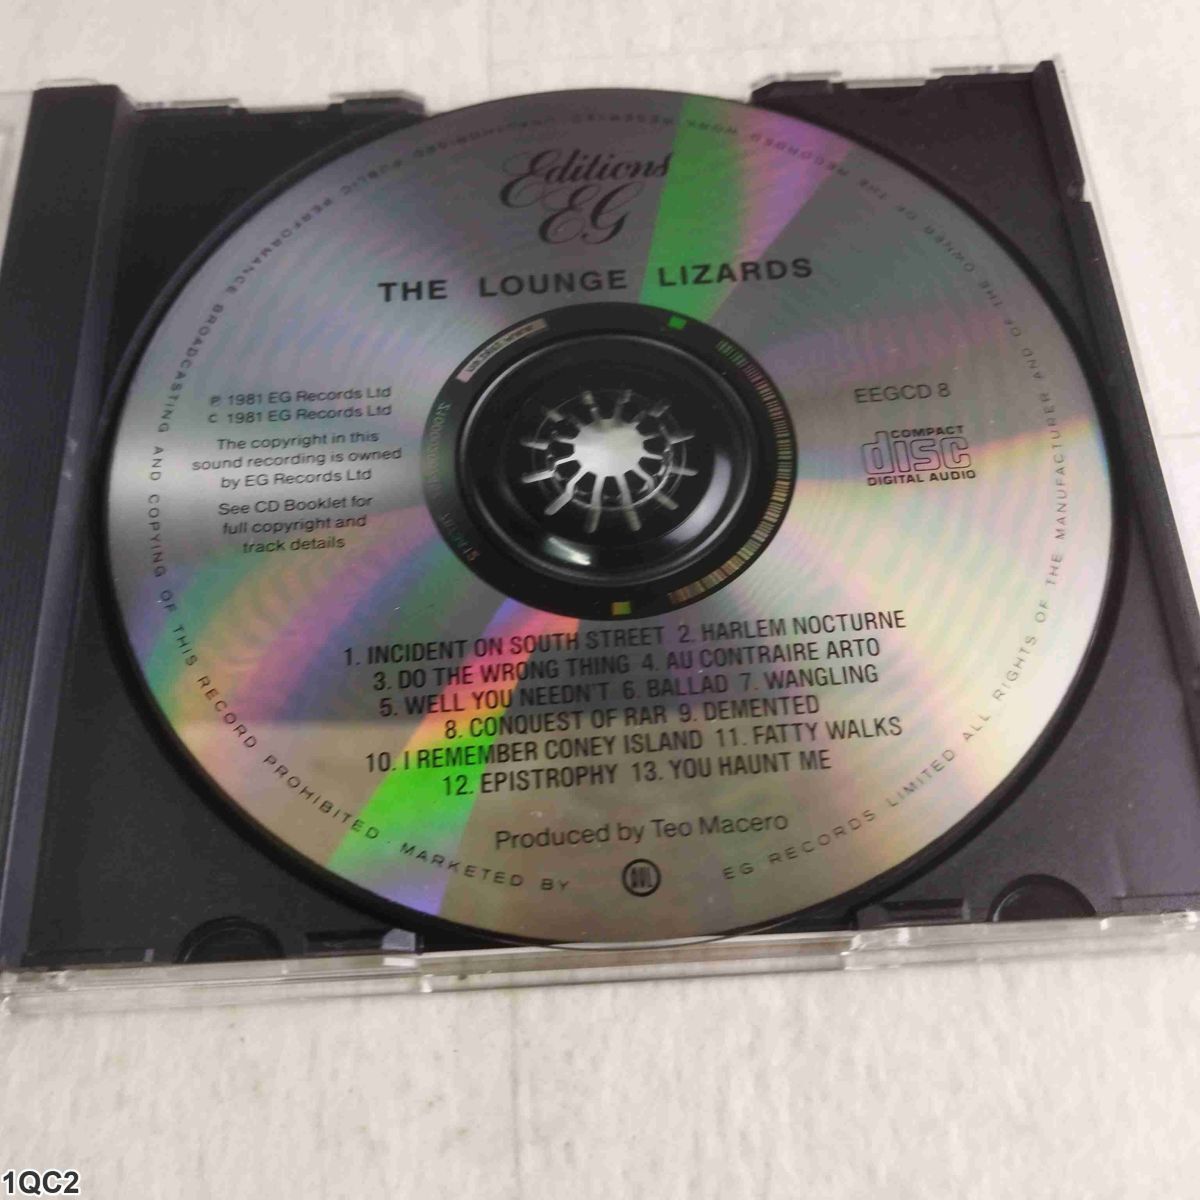 Editions
EG
THE LOUNGE LIZARDS
℗ 1981 EG Records Ltd
© 1981 EG Records Ltd
The copyright in this
sound recording is owned
by EG Records Ltd
See CD Booklet for
full copyright and
track details
EEGCD 8
COMPACT
disc
DIGITAL AUDIO
1. INCIDENT ON SOUTH STREET 2. HARLEM NOCTURNE
3. DO THE WRONG THING 4. AU CONTRAIRE ARTO
5. WELL YOU NEEDN'T 6. BALLAD 7. WANGLING
8. CONQUEST OF RAR 9. DEMENTED
10. I REMEMBER CONEY ISLAND 11. FATTY WALKS
12. EPISTROPHY 13. YOU HAUNT ME
Produced by Teo Macero
EG RECORDS LIMITED ALL RIGHTS OF THE MANUFACTURER AND OF THE OWNER OF THE RECORDED WORK RESERVED UNAUTHORISED PUBLIC PERFORMANCE BROADCASTING AND COPYING OF THIS RECORD PROHIBITED · MARKETED BY
1QC2